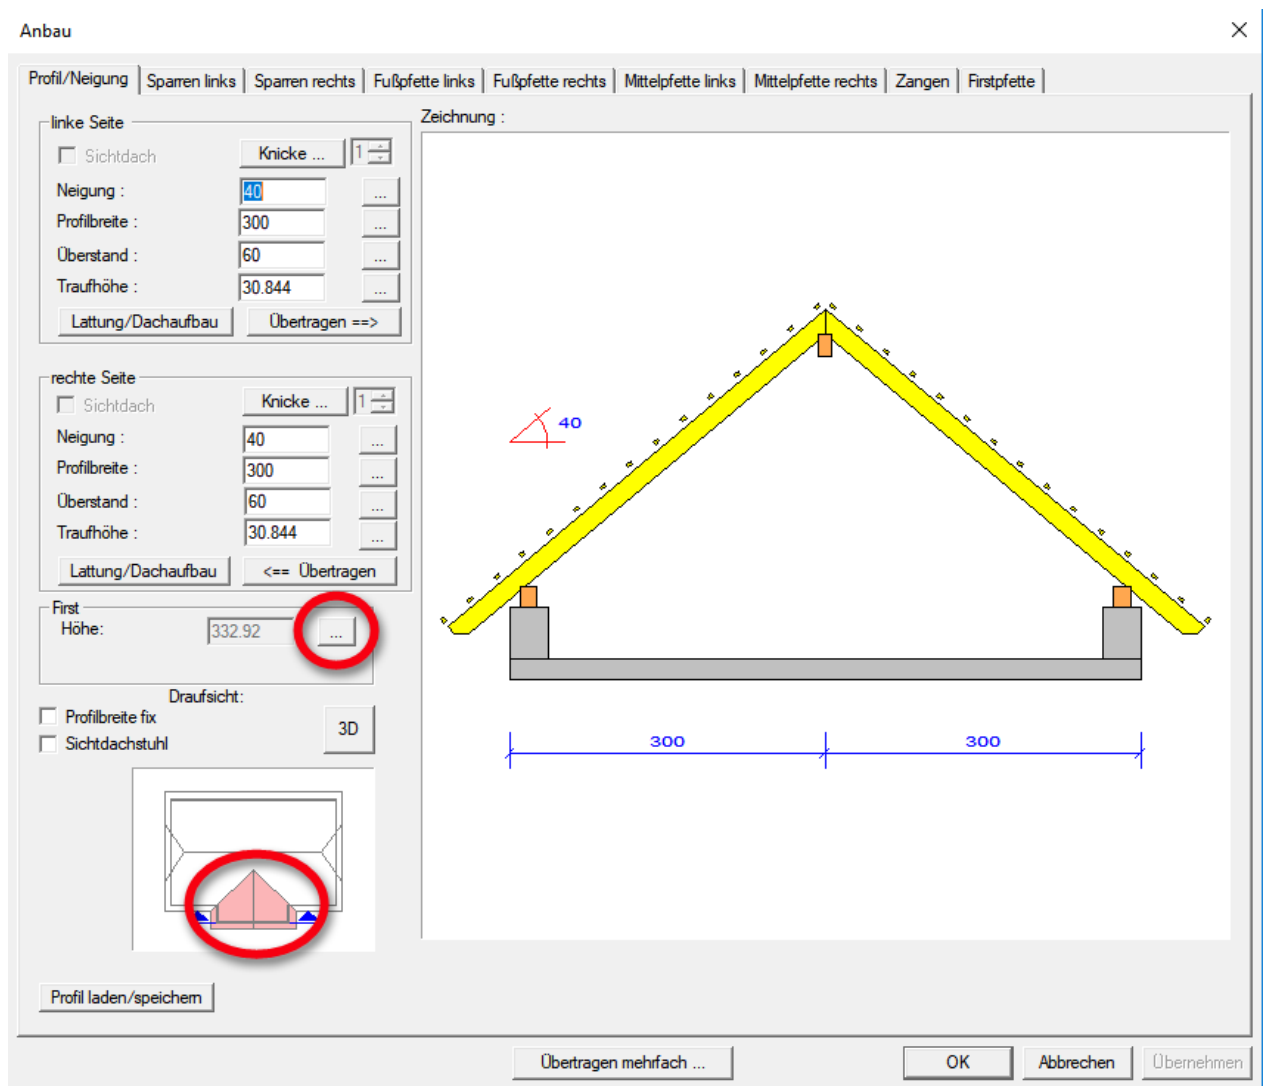 Anbau
Profil/Neigung Sparren links Sparren rechts Fußpfette links Fußpfette rechts Mittelpfette links Mittelpfette rechts Zangen Firstpfette
linke Seite
Sichtdach Knicke ... 1
Neigung : 40 ...
Profilbreite : 300 ...
Überstand : 60 ...
Traufhöhe : 30.844 ...
Lattung/Dachaufbau Übertragen ==>
rechte Seite
Sichtdach Knicke ... 1
Neigung : 40 ...
Profilbreite : 300 ...
Überstand : 60 ...
Traufhöhe : 30.844 ...
Lattung/Dachaufbau <== Übertragen
First
Höhe: 332.92 ...
Draufsicht:
Profilbreite fix
Sichtdachstuhl
3D
Profil laden/speichern
Zeichnung :
40
300 300
Übertragen mehrfach ... OK Abbrechen Übernehmen